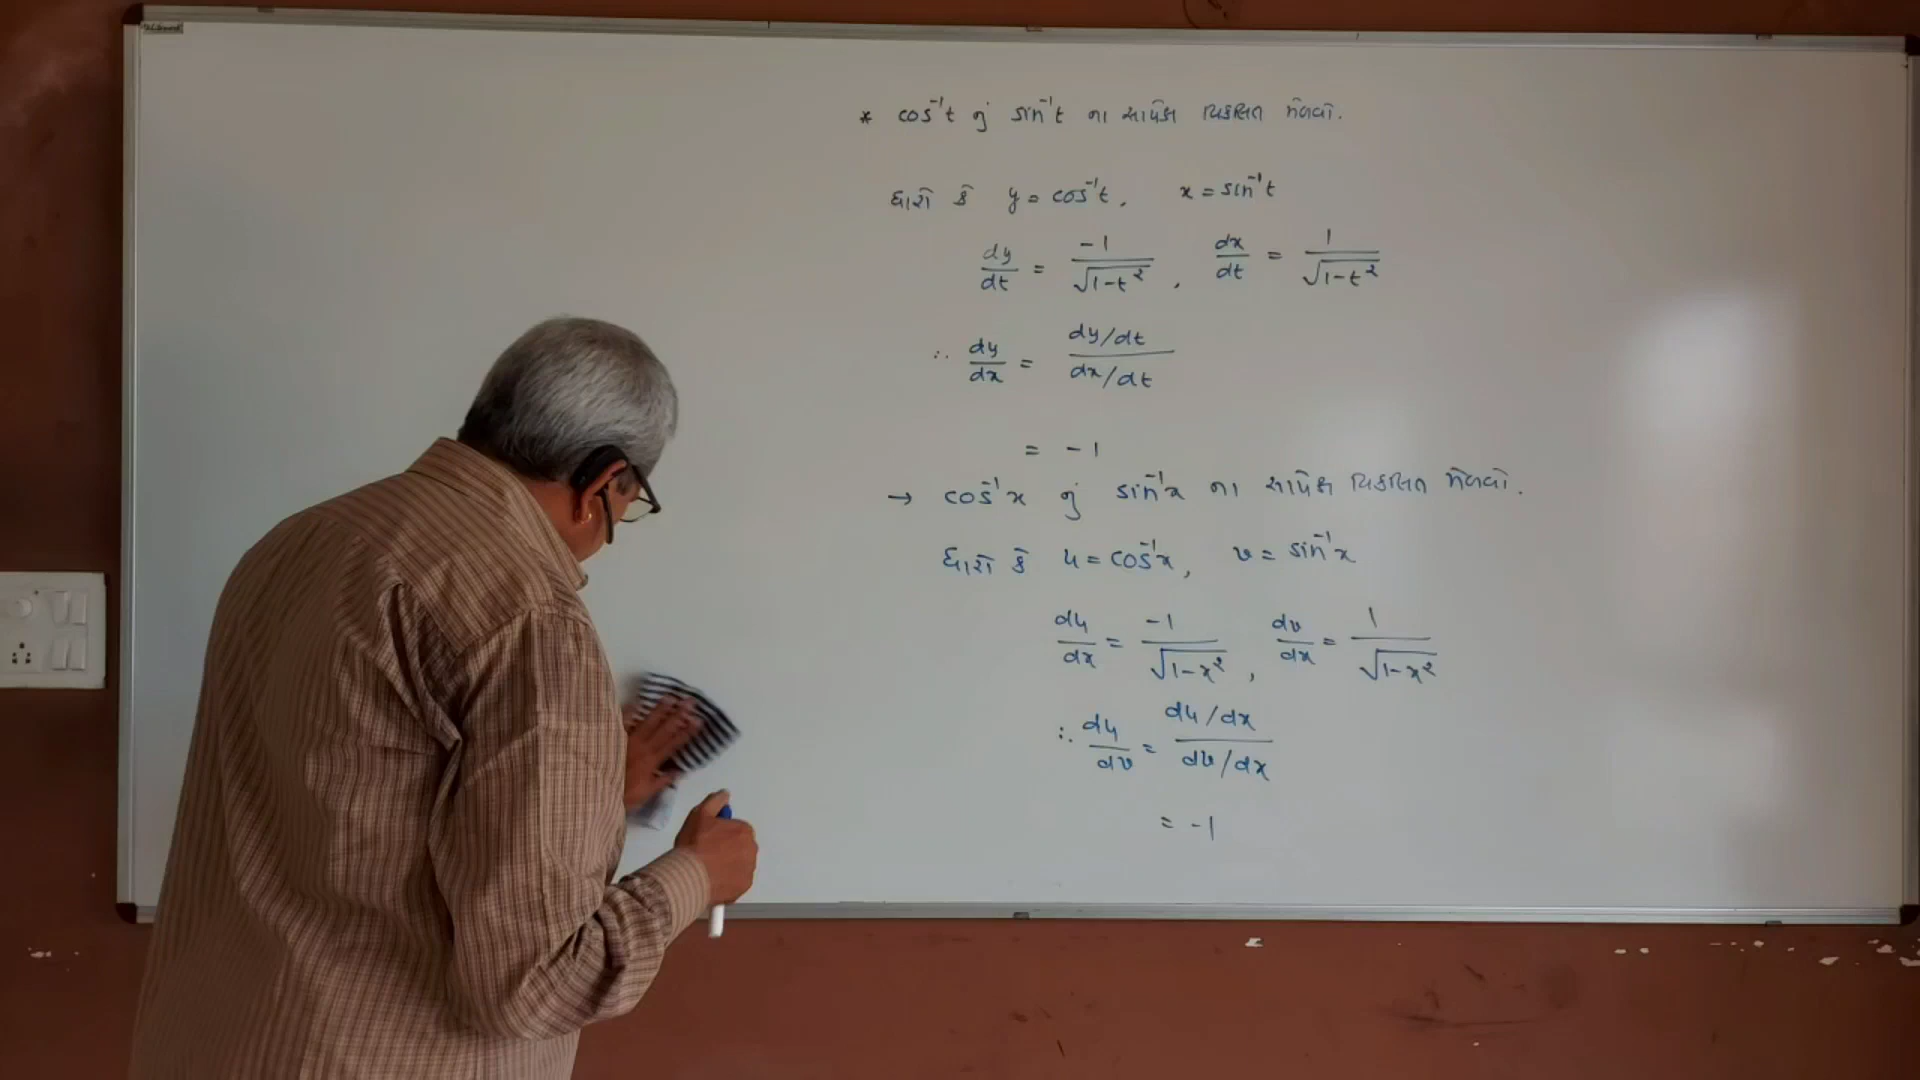 * cos⁻¹t નું sin⁻¹t ના સાપેક્ષ વિકલિત મેળવો.
ધારો કે y = cos⁻¹t, x = sin⁻¹t
dy/dt = -1/√(1-t²), dx/dt = 1/√(1-t²)
∴ dy/dx = (dy/dt)/(dx/dt)
= -1
→ cos⁻¹x નું sin⁻¹x ના સાપેક્ષ વિકલિત મેળવો.
ધારો કે u = cos⁻¹x, v = sin⁻¹x
du/dx = -1/√(1-x²), dv/dx = 1/√(1-x²)
∴ du/dv = (du/dx)/(dv/dx)
= -1